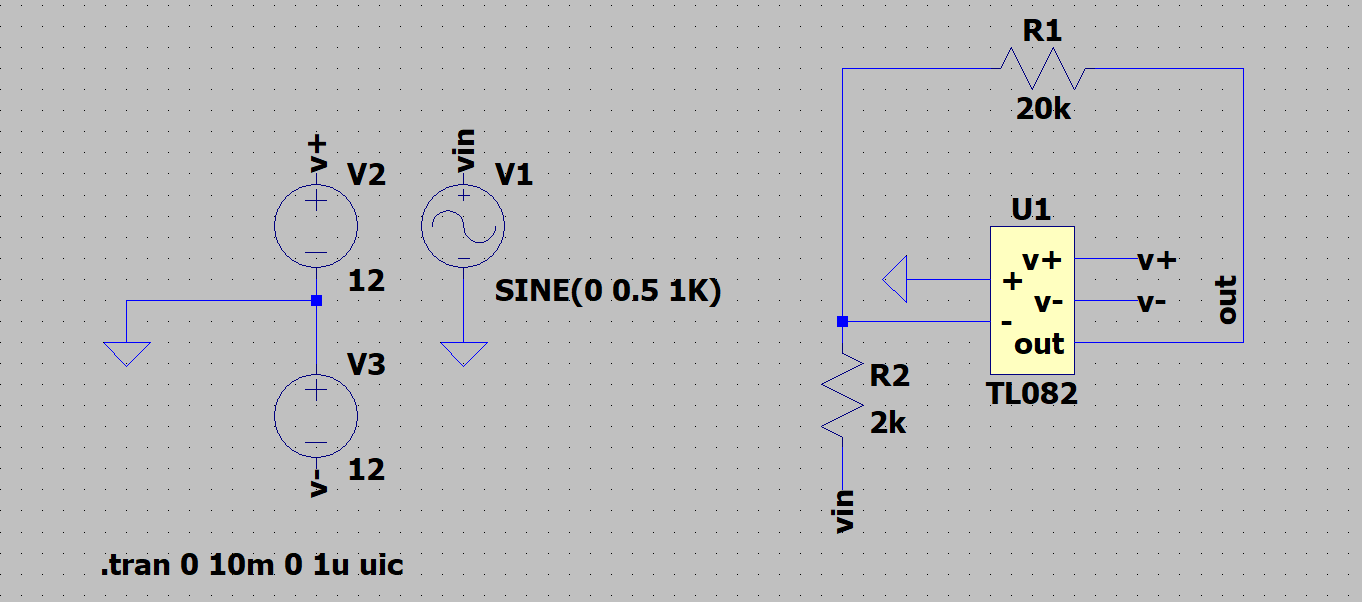 R1
20k
v+
V2
vin
V1
12
SINE(0 0.5 1K)
V3
12
v-
U1
v+
+
v-
-
out
v+
v-
out
TL082
R2
2k
vin
.tran 0 10m 0 1u uic